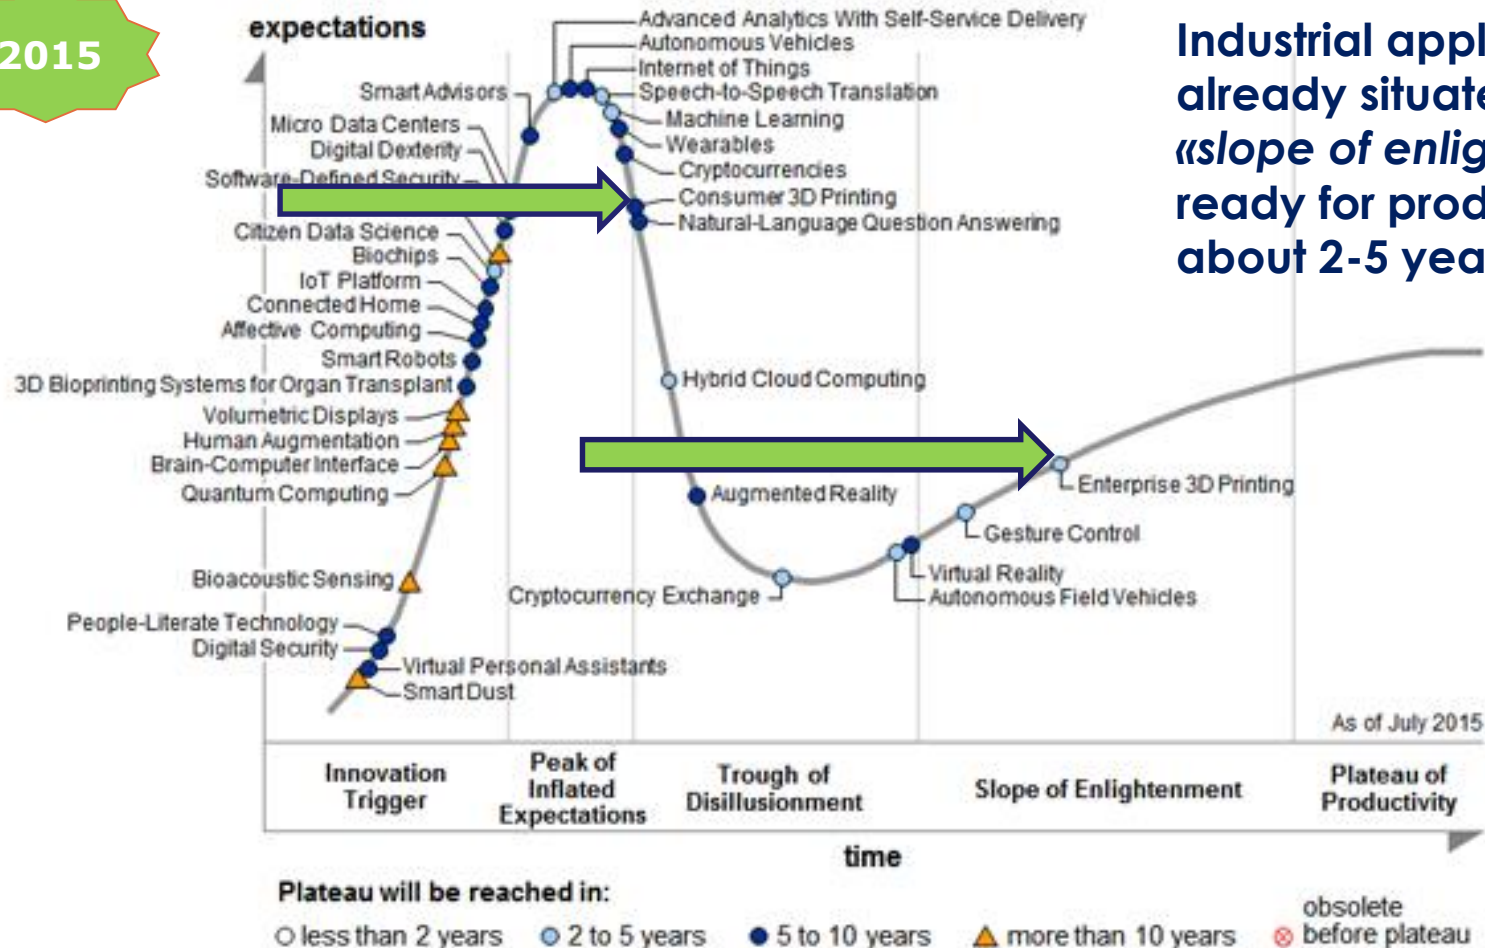 2015
expectations
Industrial appl
already situate
«slope of enlig
ready for prod
about 2-5 yea
Advanced Analytics With Self-Service Delivery
Autonomous Vehicles
Internet of Things
Speech-to-Speech Translation
Machine Learning
Wearables
Cryptocurrencies
Consumer 3D Printing
Natural-Language Question Answering
Smart Advisors
Micro Data Centers
Digital Dexterity
Software-Defined Security
Citizen Data Science
Biochips
IoT Platform
Connected Home
Affective Computing
Smart Robots
3D Bioprinting Systems for Organ Transplant
Volumetric Displays
Human Augmentation
Brain-Computer Interface
Quantum Computing
Bioacoustic Sensing
People-Literate Technology
Digital Security
Virtual Personal Assistants
Smart Dust
Hybrid Cloud Computing
Augmented Reality
Cryptocurrency Exchange
Enterprise 3D Printing
Gesture Control
Virtual Reality
Autonomous Field Vehicles
As of July 2015
Innovation
Trigger
Peak of
Inflated
Expectations
Trough of
Disillusionment
Slope of Enlightenment
Plateau of
Productivity
time
Plateau will be reached in:
less than 2 years
2 to 5 years
5 to 10 years
more than 10 years
obsolete
before plateau